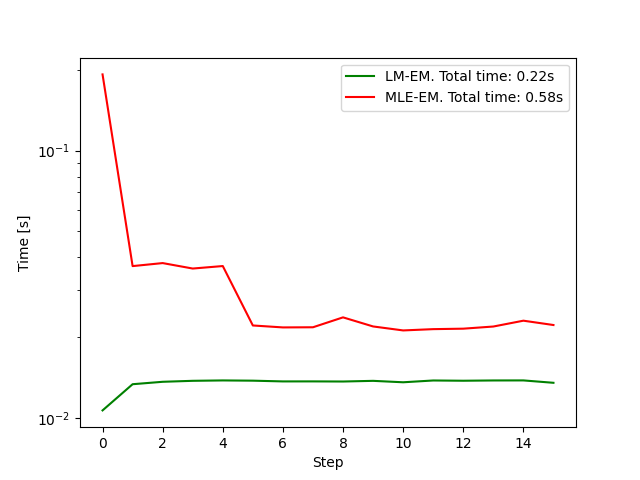 LM-EM. Total time: 0.22s
MLE-EM. Total time: 0.58s
10⁻¹
10⁻²
Time [s]
0 2 4 6 8 10 12 14
Step